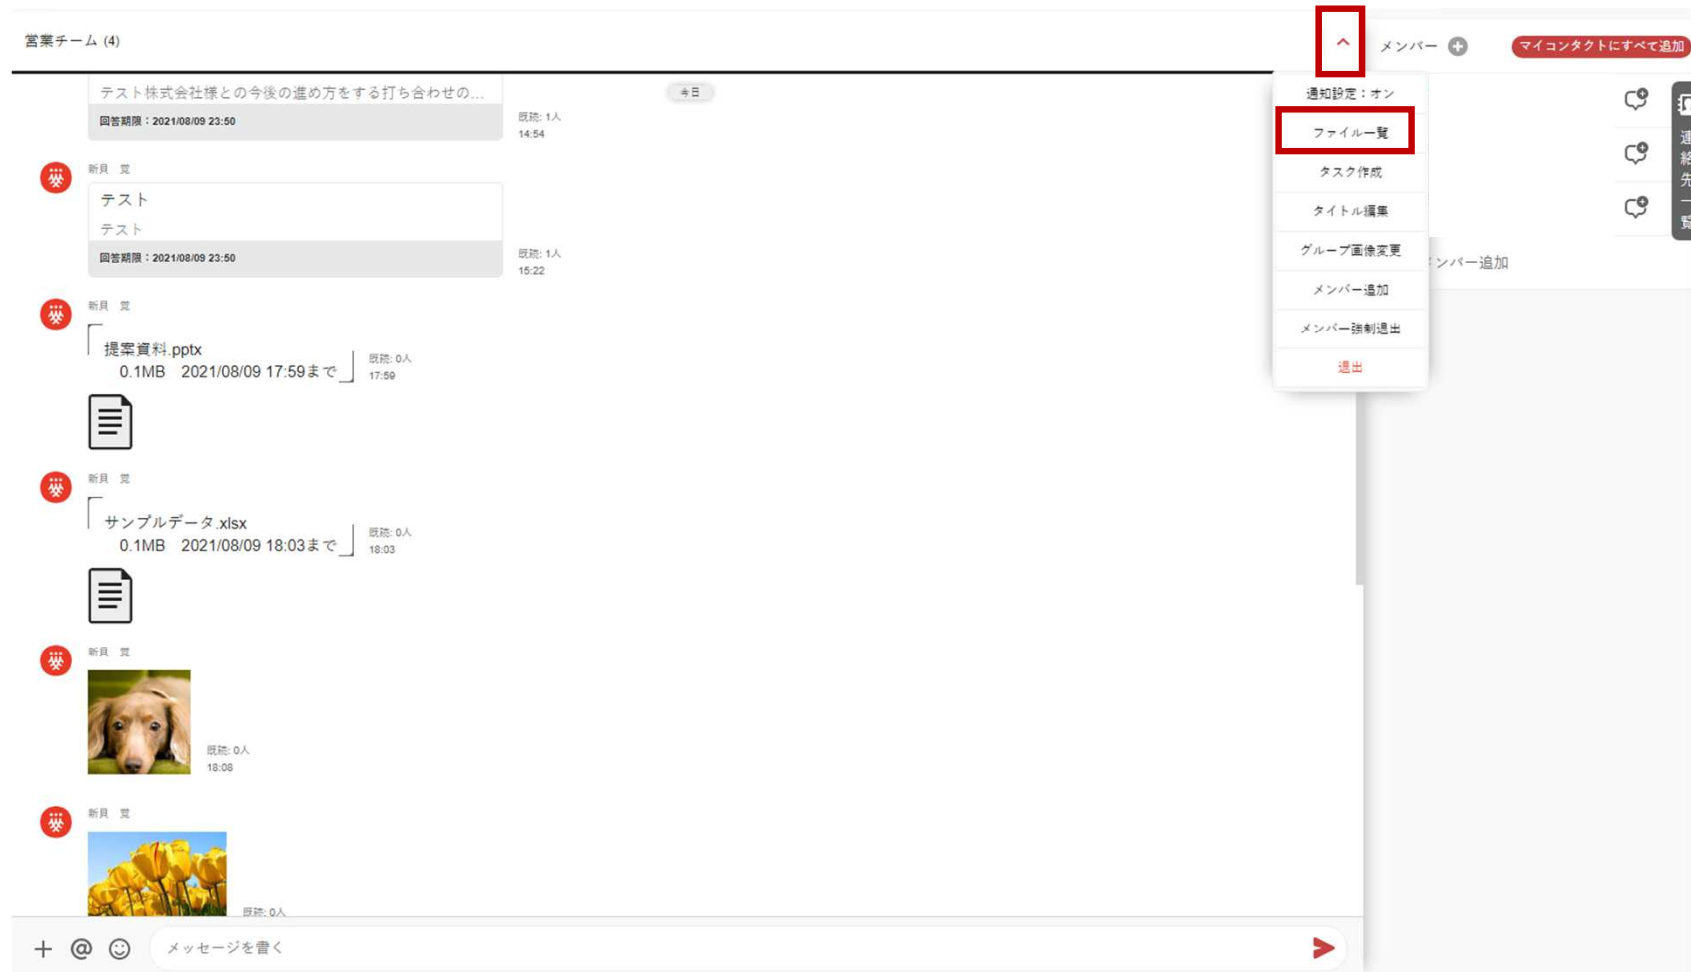 営業チーム (4)
メンバー
マイコンタクトにすべて追加
テスト株式会社様との今後の進め方をする打ち合わせの...
回答期限：2021/08/09 23:50
既読: 1人
14:54
今日
新貝 覚
テスト
テスト
回答期限：2021/08/09 23:50
既読: 1人
15:22
新貝 覚
提案資料.pptx
0.1MB 2021/08/09 17:59まで
既読: 0人
17:59
新貝 覚
サンプルデータ.xlsx
0.1MB 2021/08/09 18:03まで
既読: 0人
18:03
新貝 覚
既読: 0人
18:08
新貝 覚
既読: 0人
メッセージを書く
通知設定：オン
ファイル一覧
タスク作成
タイトル編集
グループ画像変更
メンバー追加
メンバー強制退出
退出
ンバー追加
連絡先一覧